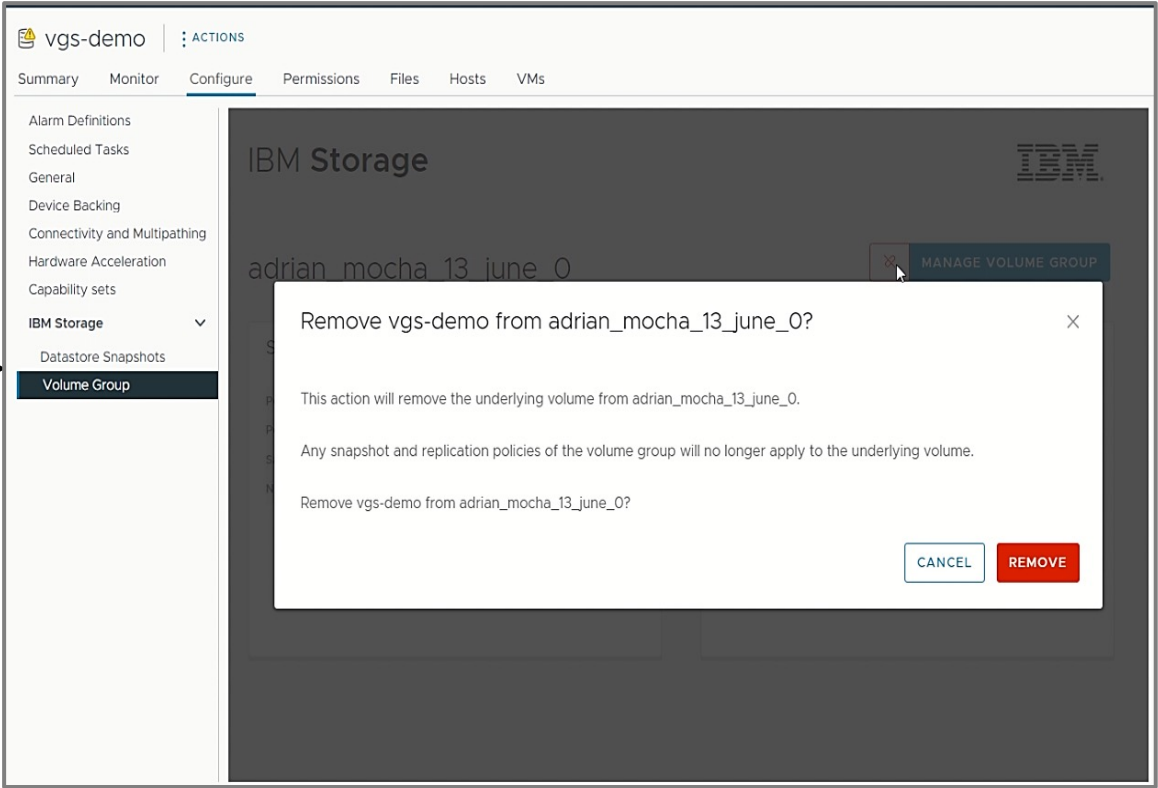 vgs-demo
ACTIONS
Summary Monitor Configure Permissions Files Hosts VMs
Alarm Definitions
Scheduled Tasks
General
Device Backing
Connectivity and Multipathing
Hardware Acceleration
Capability sets
IBM Storage
Datastore Snapshots
Volume Group
IBM Storage
IBM
adrian_mocha_13_june_0
MANAGE VOLUME GROUP
Remove vgs-demo from adrian_mocha_13_june_0?
This action will remove the underlying volume from adrian_mocha_13_june_0.
Any snapshot and replication policies of the volume group will no longer apply to the underlying volume.
Remove vgs-demo from adrian_mocha_13_june_0?
CANCEL
REMOVE